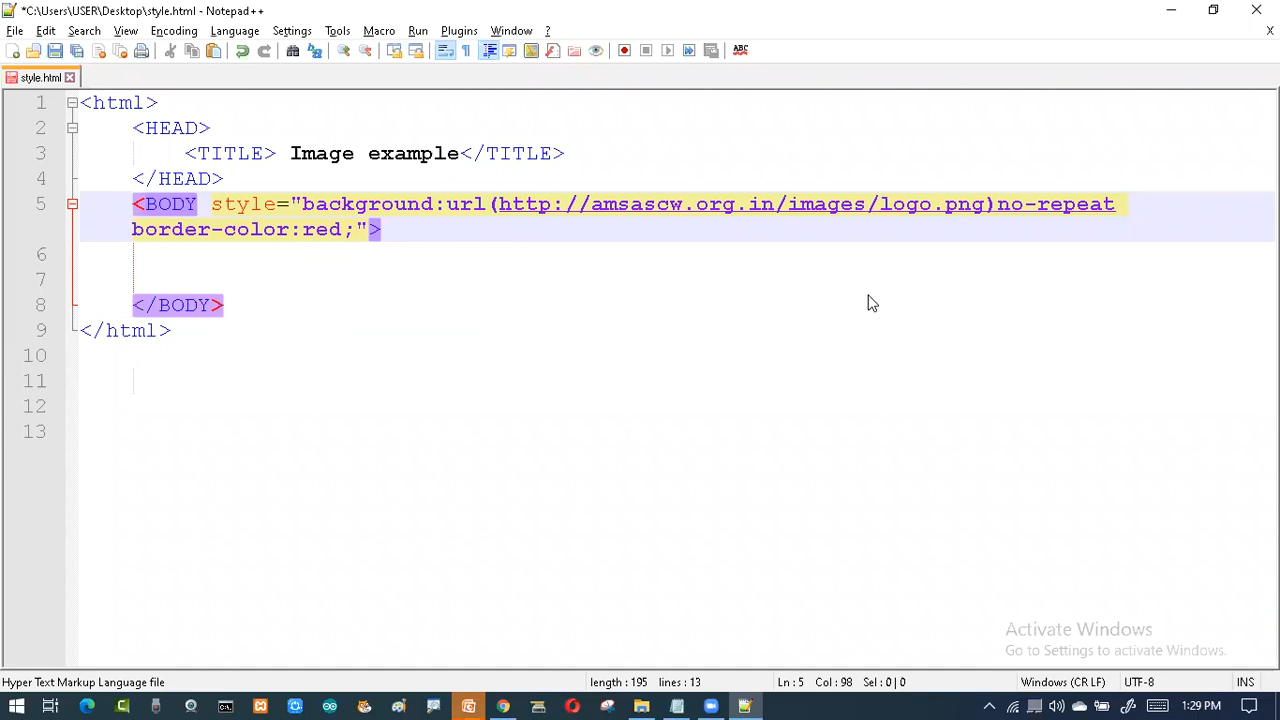 *C:\Users\USER\Desktop\style.html - Notepad++
File Edit Search View Encoding Language Settings Tools Macro Run Plugins Window ?
X
ABC
style.html
1 <html>
2 <HEAD>
3 <TITLE> Image example</TITLE>
4 </HEAD>
5 <BODY style="background:url(http://amsascw.org.in/images/logo.png)no-repeat
border-color:red;">
6
7
8 </BODY>
9 </html>
10
11
12
13
Activate Windows
Go to Settings to activate Windows.
Hyper Text Markup Language file length : 195 lines : 13 Ln : 5 Col : 98 Sel : 0 | 0 Windows (CR LF) UTF-8 INS
1:29 PM